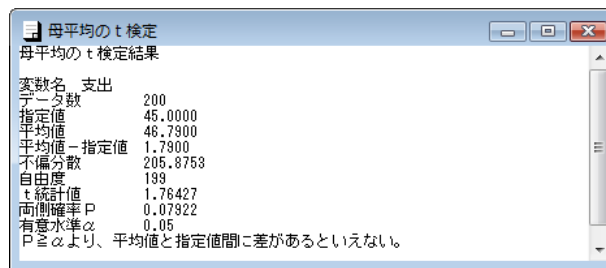 母平均のｔ検定
母平均のｔ検定結果
変数名　支出
データ数 200
指定値 45.0000
平均値 46.7900
平均値－指定値 1.7900
不偏分散 205.8753
自由度 199
ｔ統計値 1.76427
両側確率Ｐ 0.07922
有意水準α 0.05
Ｐ≧αより、平均値と指定値間に差があるといえない。